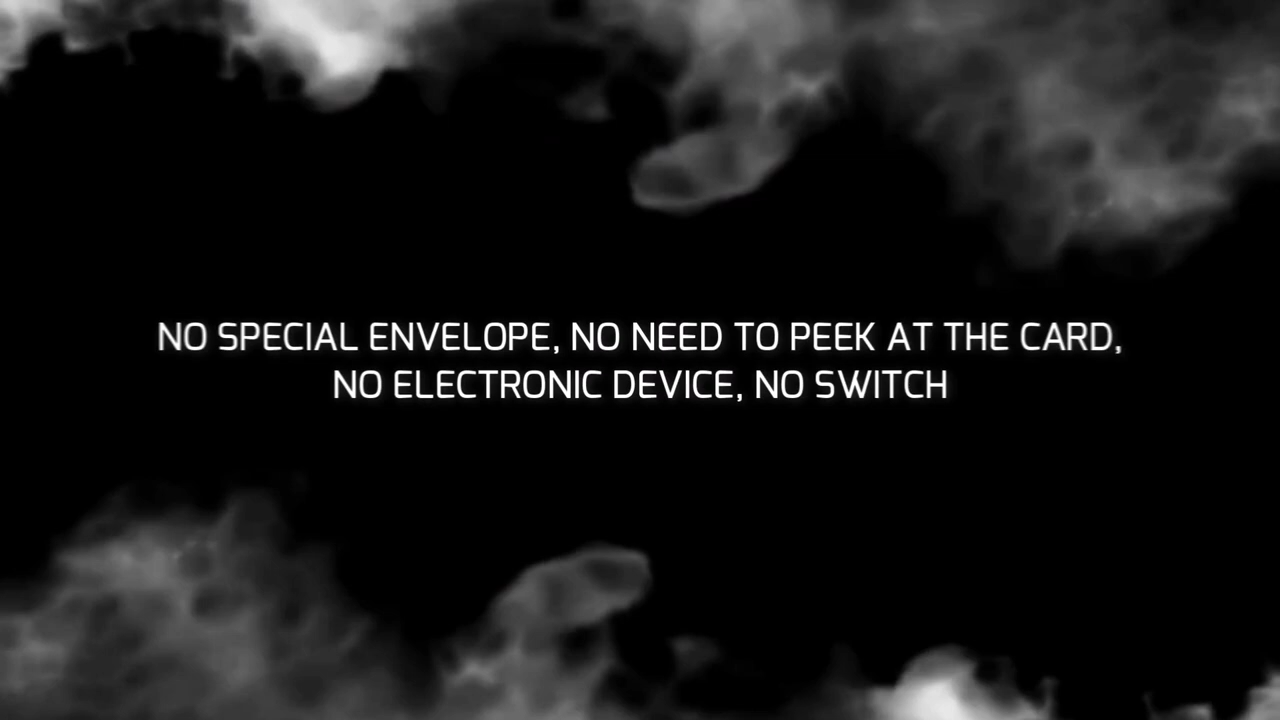 NO SPECIAL ENVELOPE, NO NEED TO PEEK AT THE CARD,
NO ELECTRONIC DEVICE, NO SWITCH